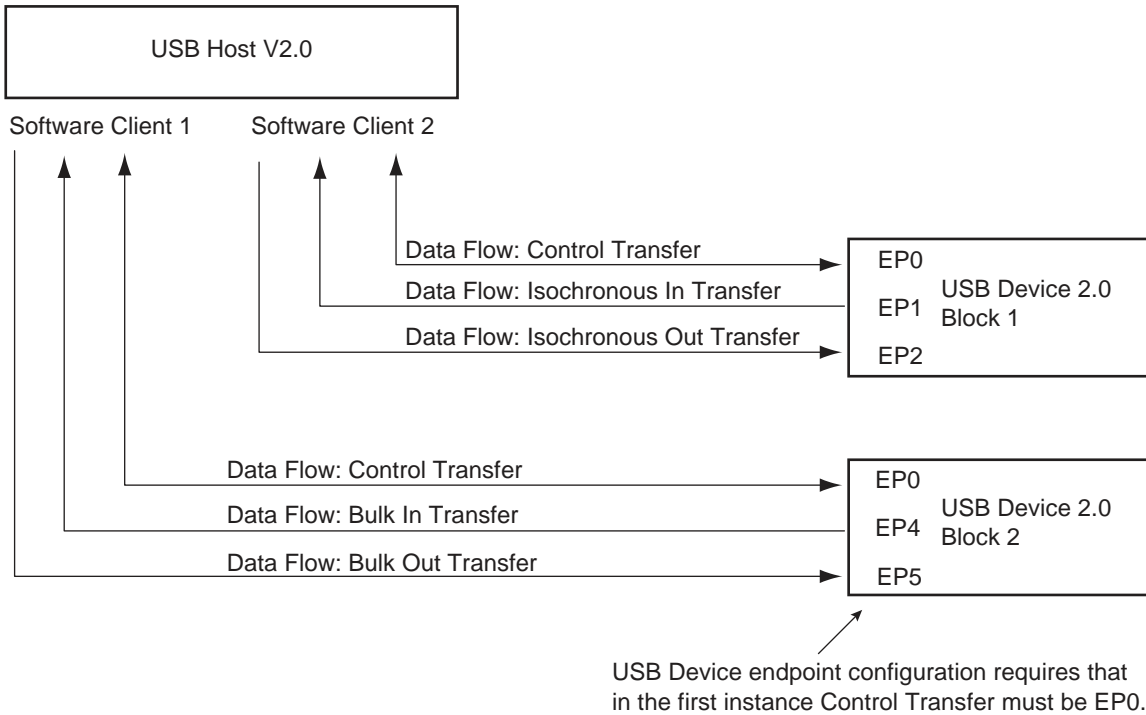 USB Host V2.0
Software Client 1
Software Client 2
Data Flow: Control Transfer
Data Flow: Isochronous In Transfer
Data Flow: Isochronous Out Transfer
EP0
EP1
EP2
USB Device 2.0
Block 1
Data Flow: Control Transfer
Data Flow: Bulk In Transfer
Data Flow: Bulk Out Transfer
EP0
EP4
EP5
USB Device 2.0
Block 2
USB Device endpoint configuration requires that
in the first instance Control Transfer must be EP0.